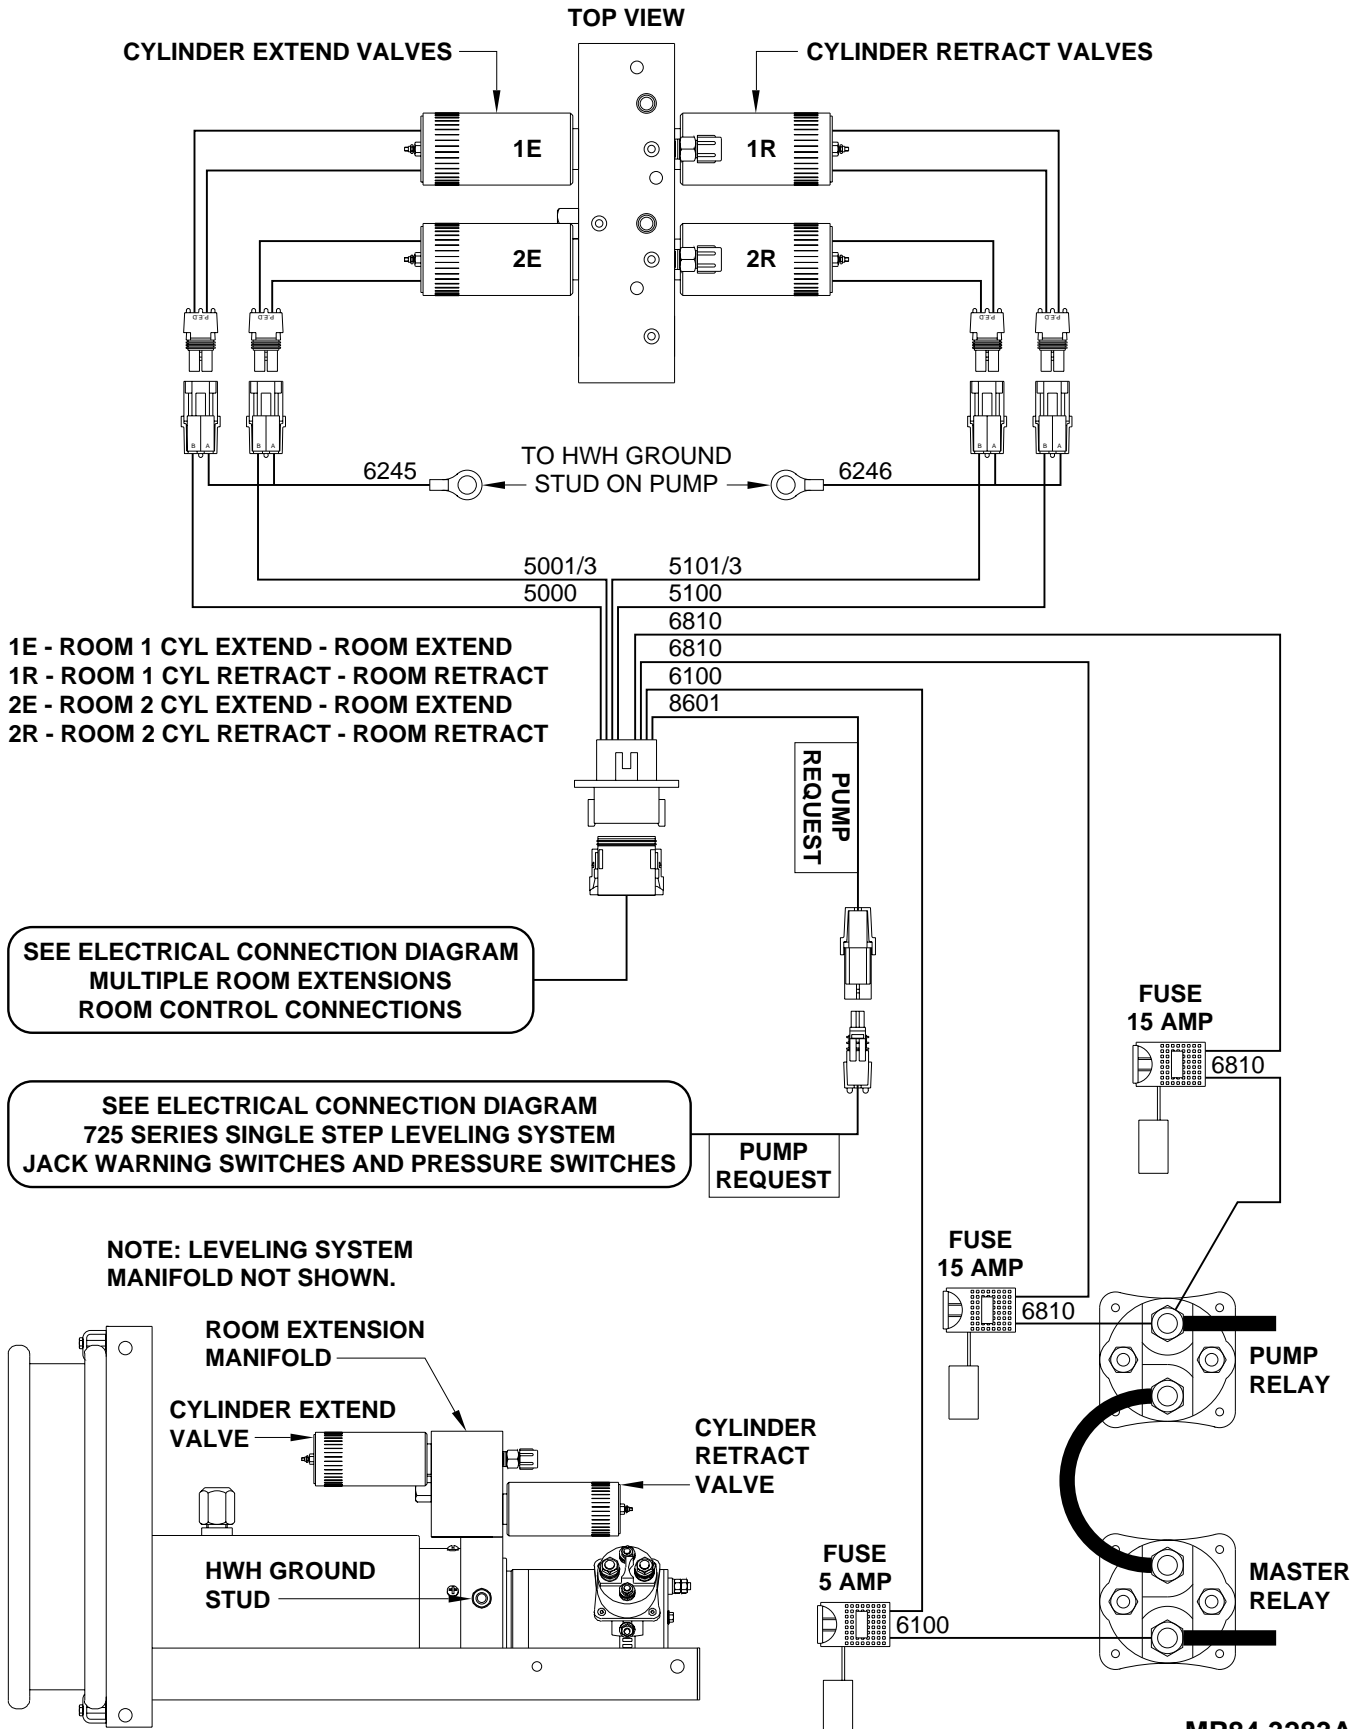 TOP VIEW
CYLINDER EXTEND VALVES
CYLINDER RETRACT VALVES
1E
1R
2E
2R
P.E.D
P.E.D
P.E.D
P.E.D
B A
B A
B A
B A
6245
TO HWH GROUND
STUD ON PUMP
6246
5001/3
5101/3
5000
5100
6810
6810
6100
8601
1E - ROOM 1 CYL EXTEND - ROOM EXTEND
1R - ROOM 1 CYL RETRACT - ROOM RETRACT
2E - ROOM 2 CYL EXTEND - ROOM EXTEND
2R - ROOM 2 CYL RETRACT - ROOM RETRACT
PUMP
REQUEST
SEE ELECTRICAL CONNECTION DIAGRAM
MULTIPLE ROOM EXTENSIONS
ROOM CONTROL CONNECTIONS
FUSE
15 AMP
6810
SEE ELECTRICAL CONNECTION DIAGRAM
725 SERIES SINGLE STEP LEVELING SYSTEM
JACK WARNING SWITCHES AND PRESSURE SWITCHES
PUMP
REQUEST
NOTE: LEVELING SYSTEM
MANIFOLD NOT SHOWN.
FUSE
15 AMP
6810
PUMP
RELAY
ROOM EXTENSION
MANIFOLD
CYLINDER EXTEND
VALVE
CYLINDER
RETRACT
VALVE
HWH GROUND
STUD
FUSE
5 AMP
6100
MASTER
RELAY
MP84.3283A